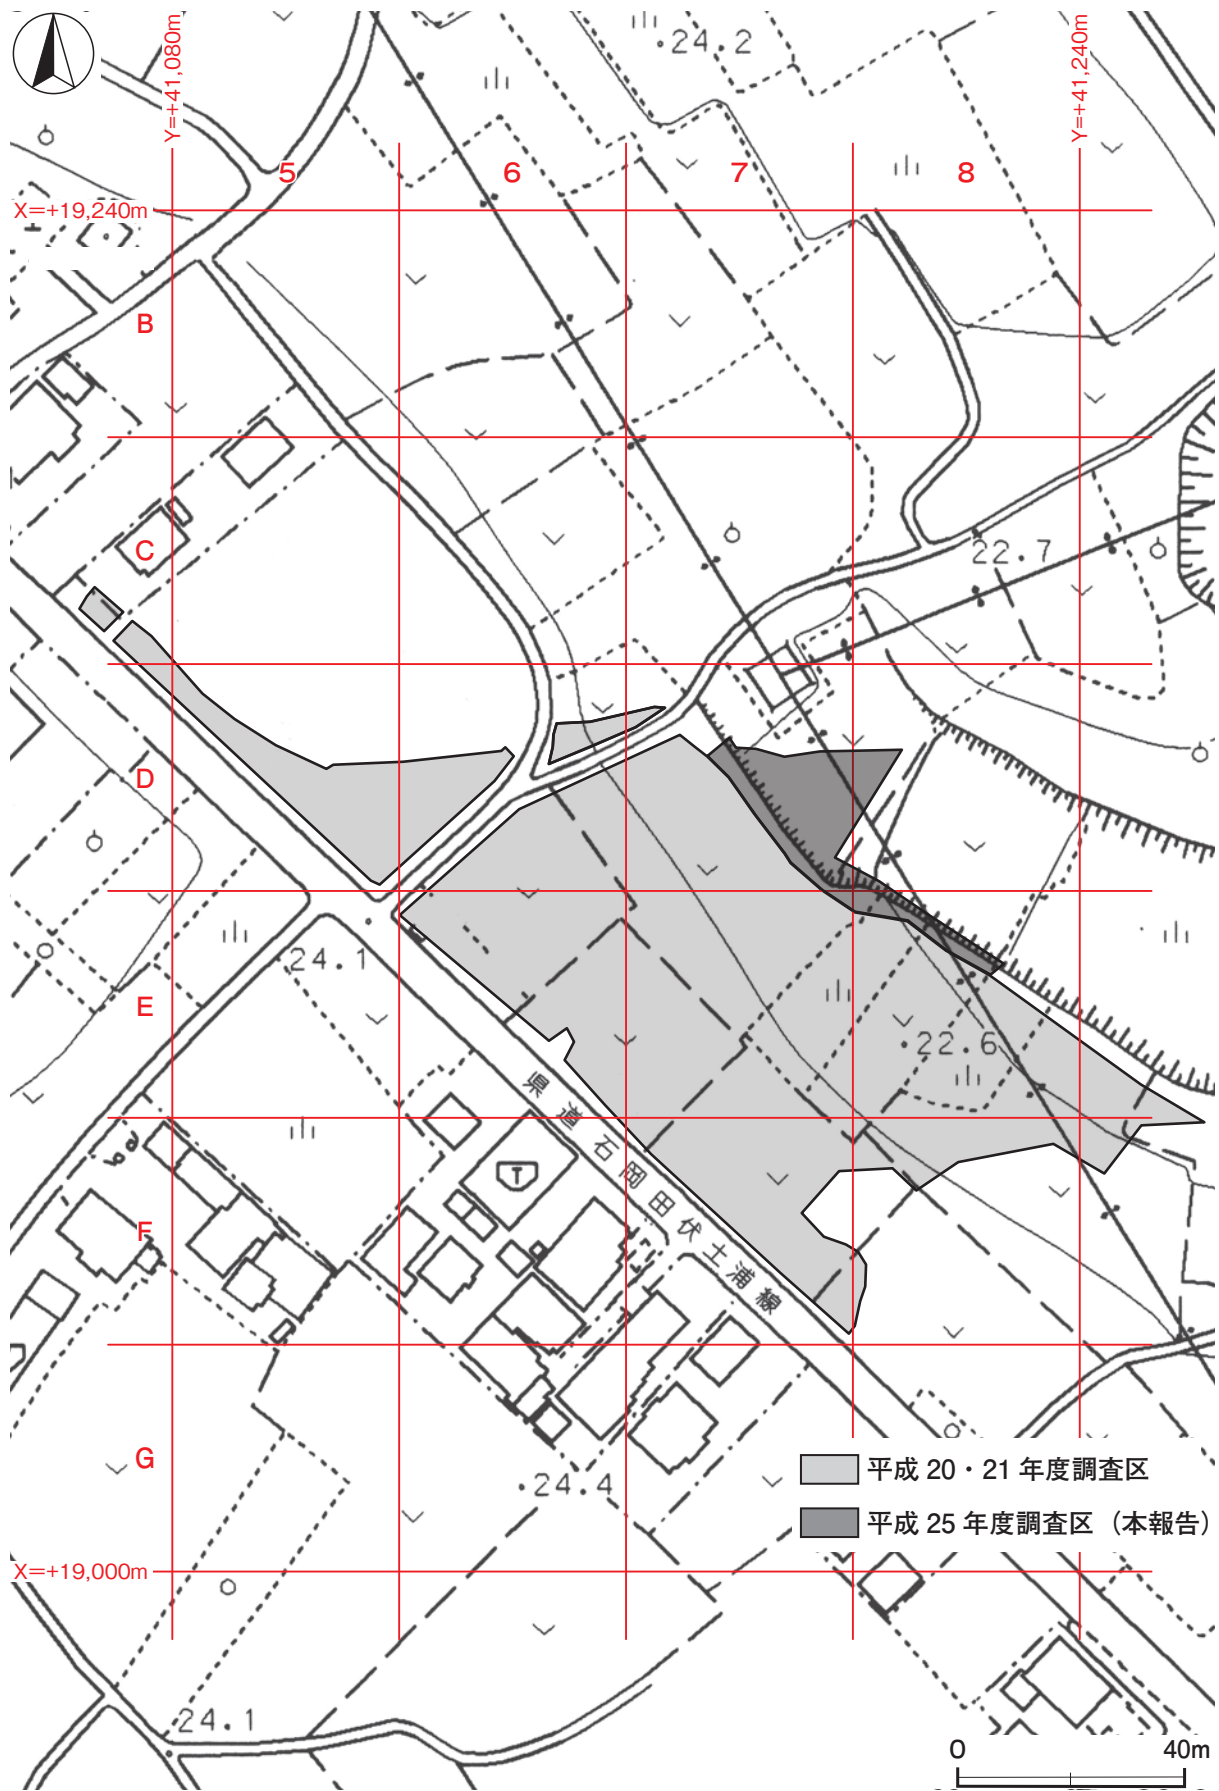 24.2
Y=+41,080m
Y=+41,240m
5
6
7
8
X=+19,240m
B
C
22.7
D
24.1
E
22.6
県道石岡田伏土浦線
T
F
G
24.4
平成 20・21 年度調査区
平成 25 年度調査区（本報告）
X=+19,000m
24.1
0 40m